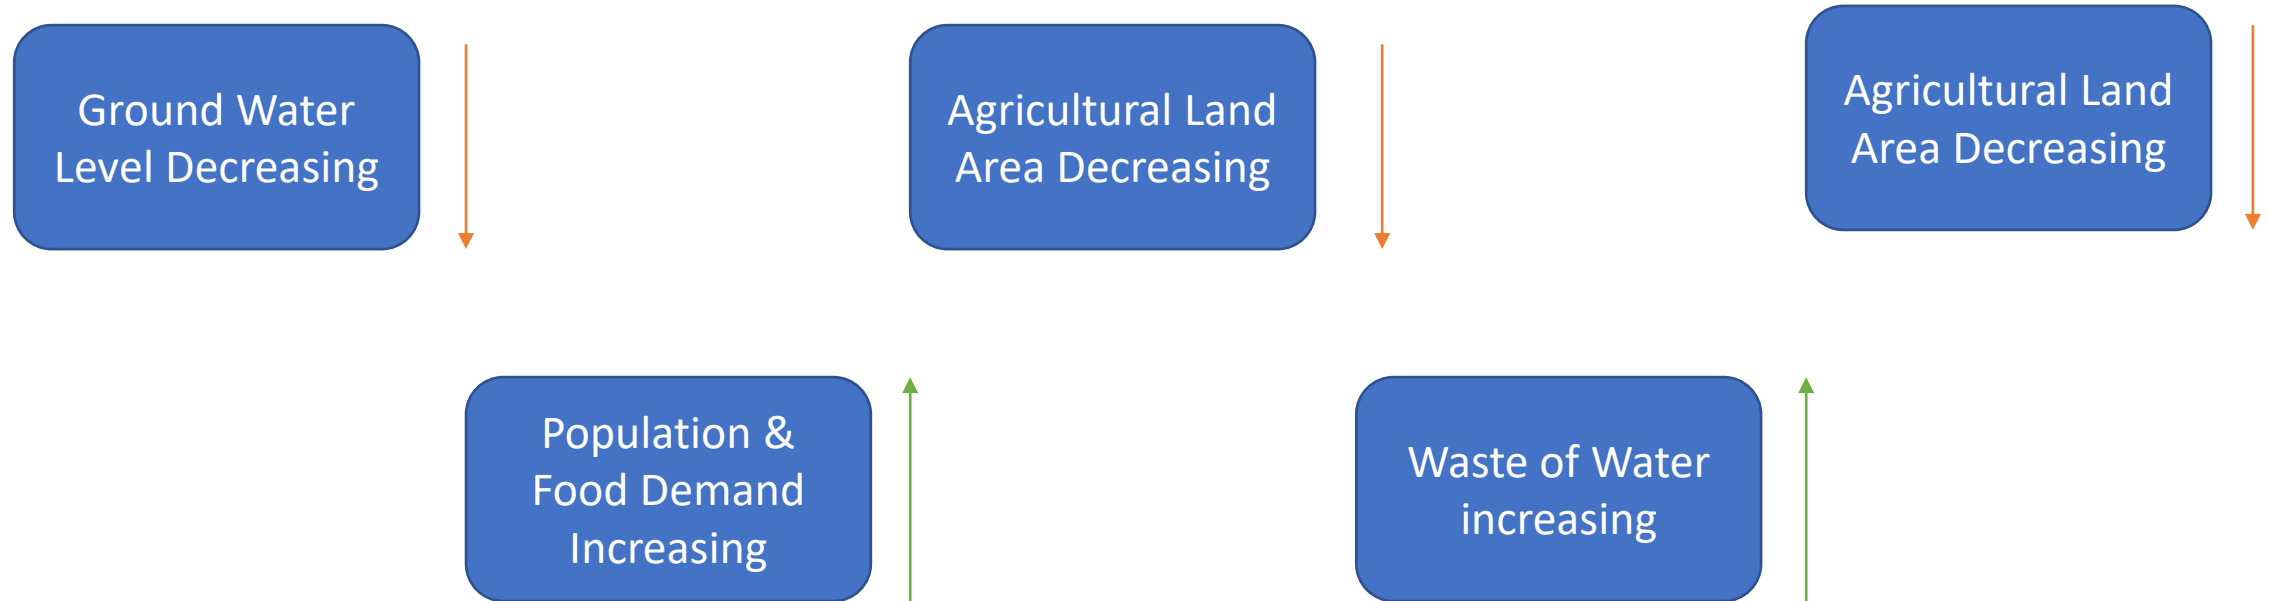 Ground Water
Level Decreasing
Agricultural Land
Area Decreasing
Agricultural Land
Area Decreasing
Population &
Food Demand
Increasing
Waste of Water
increasing